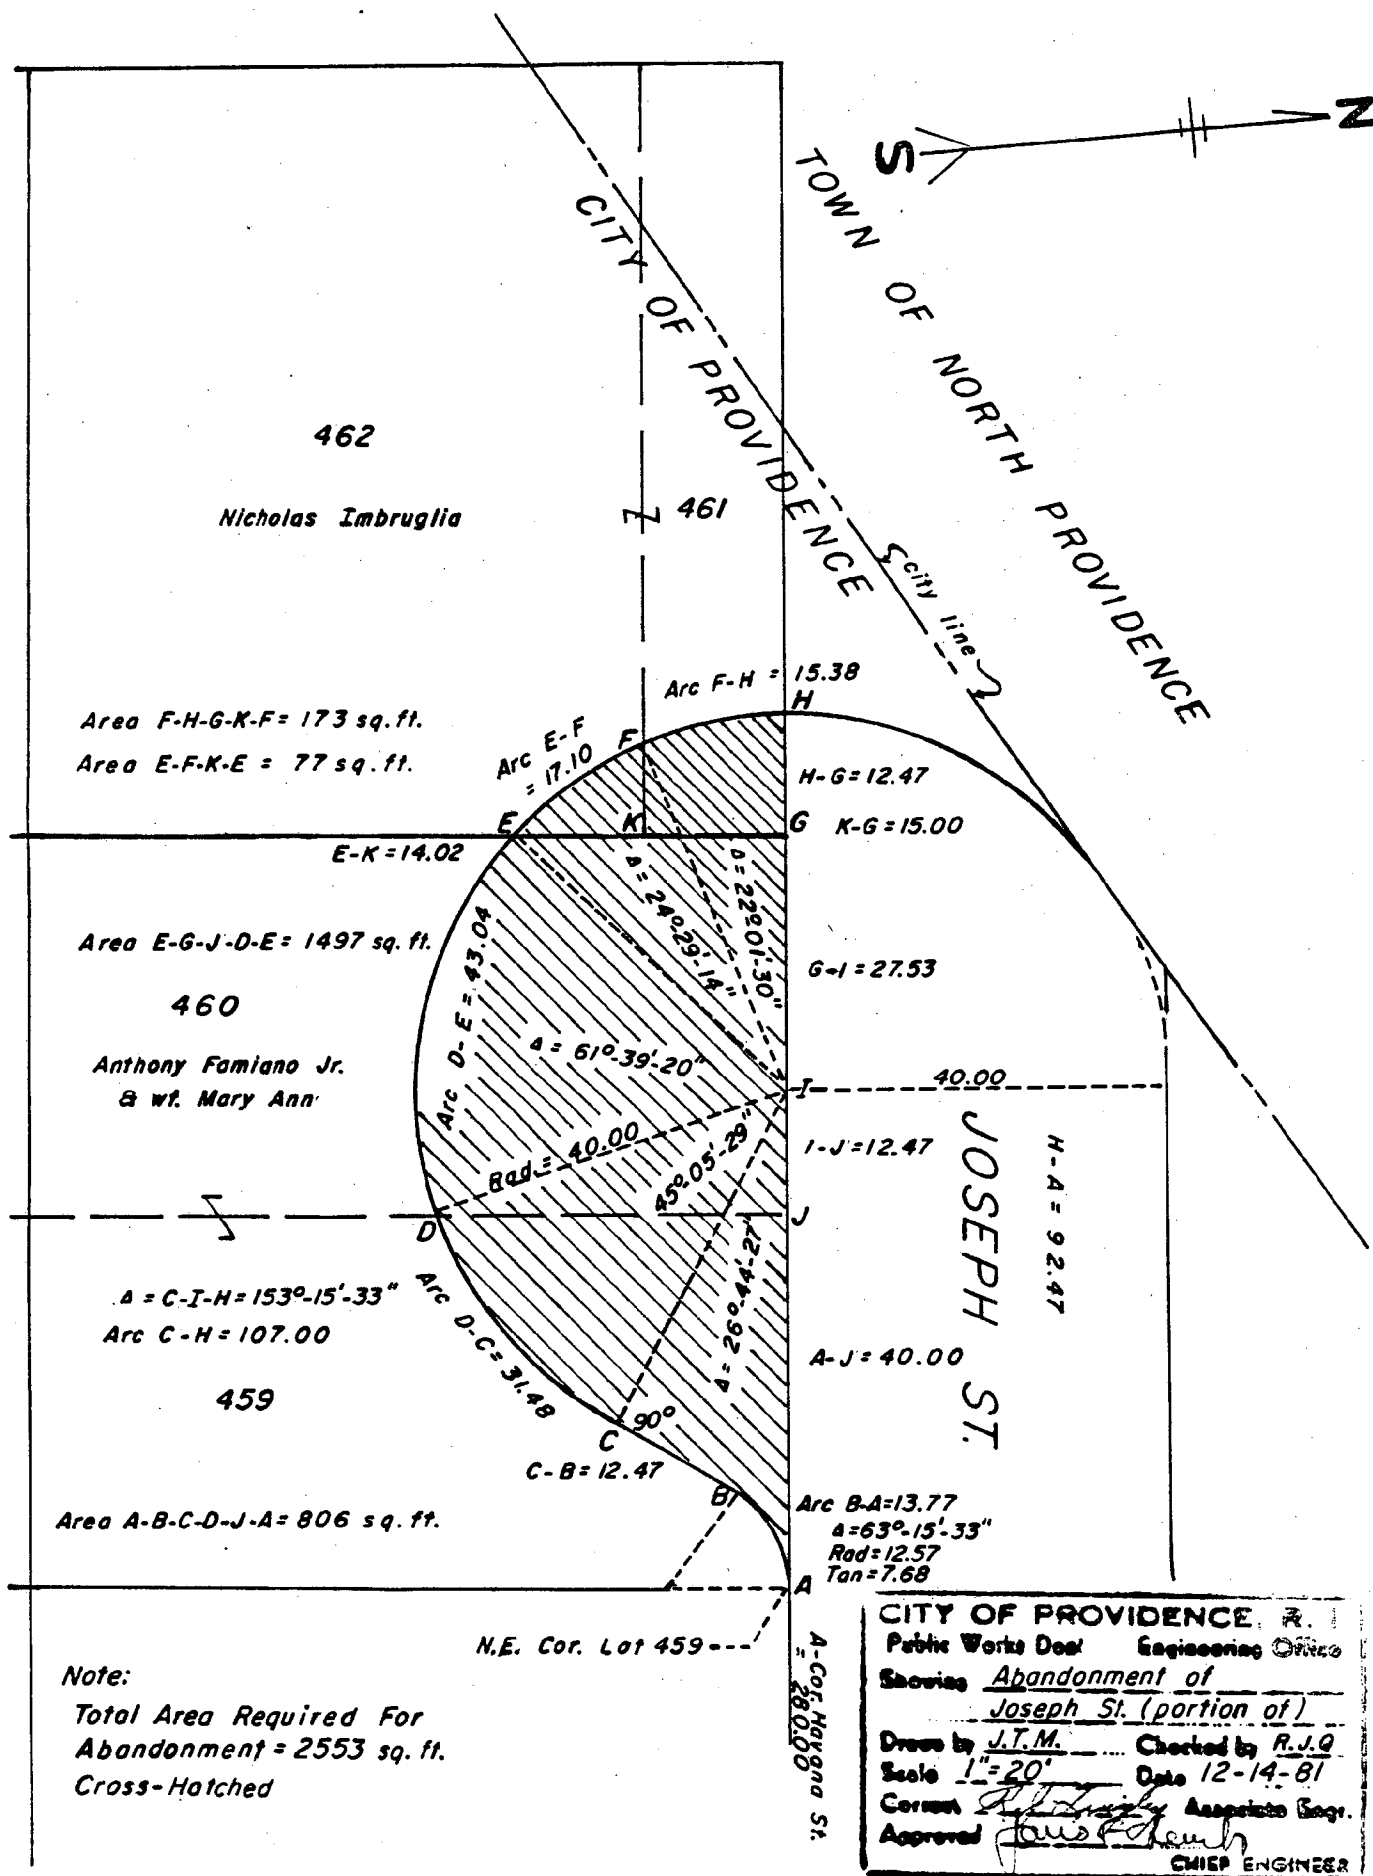 S
N
TOWN OF NORTH PROVIDENCE
CITY OF PROVIDENCE
462
Nicholas Imbruglia
461
city line
Arc F-H = 15.38
H
Area F-H-G-K-F= 173 sq. ft.
Area E-F-K-E = 77 sq. ft.
Arc E-F
= 17.10
F
H-G=12.47
E
K
G
K-G=15.00
E-K=14.02
Δ= 24°-29'-14"
Δ= 22°-01'-30"
Area E-G-J-D-E= 1497 sq. ft.
G-I=27.53
460
Arc D-E=43.04
Anthony Famiano Jr.
& wf. Mary Ann
Δ= 61°-39'-20"
I
40.00
Rad.= 40.00
45°-05'-29"
I-J=12.47
JOSEPH ST.
H-A = 92.47
D
J
Δ= C-I-H=153°-15'-33"
Arc C-H=107.00
Arc D-C=31.48
Δ= 26°-44'-27"
A-J=40.00
459
90°
C
C-B=12.47
B
Arc B-A=13.77
Δ=63°-15'-33"
Rad=12.57
Tan=7.68
Area A-B-C-D-J-A= 806 sq. ft.
A
N.E. Cor. Lot 459
A-Cor. Havana St.
= 280.00
Note:
Total Area Required For
Abandonment = 2553 sq. ft.
Cross-Hatched
CITY OF PROVIDENCE, R. I
Public Works Dept Engineering Office
Showing Abandonment of
Joseph St. (portion of)
Drawn by J.T.M. Checked by R.J.Q
Scale 1"=20' Date 12-14-81
Correct Associate Engr.
Approved
CHIEF ENGINEER